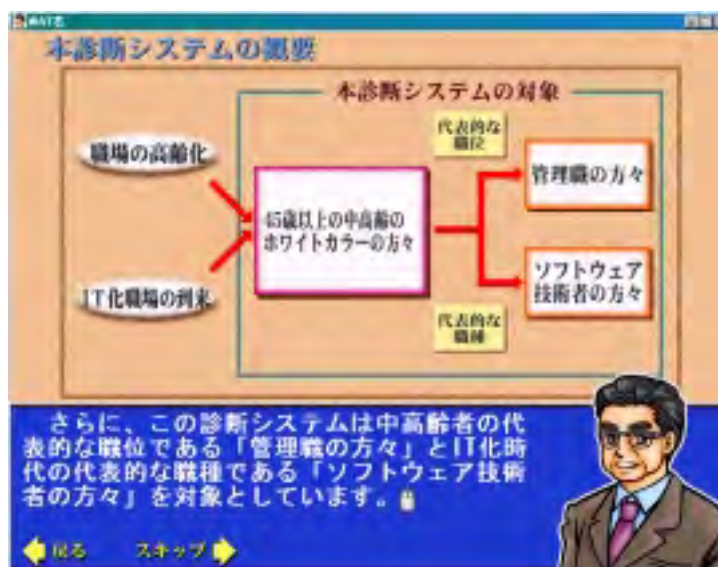 WAT君
本診断システムの概要
本診断システムの対象
職場の高齢化
IT化職場の到来
45歳以上の中高齢の
ホワイトカラーの方々
代表的な
職位
管理職の方々
ソフトウェア
技術者の方々
代表的な
職種
さらに、この診断システムは中高齢者の代
表的な職位である「管理職の方々」とIT化時
代の代表的な職種である「ソフトウェア技術
者の方々」を対象としています。
戻る
スキップ